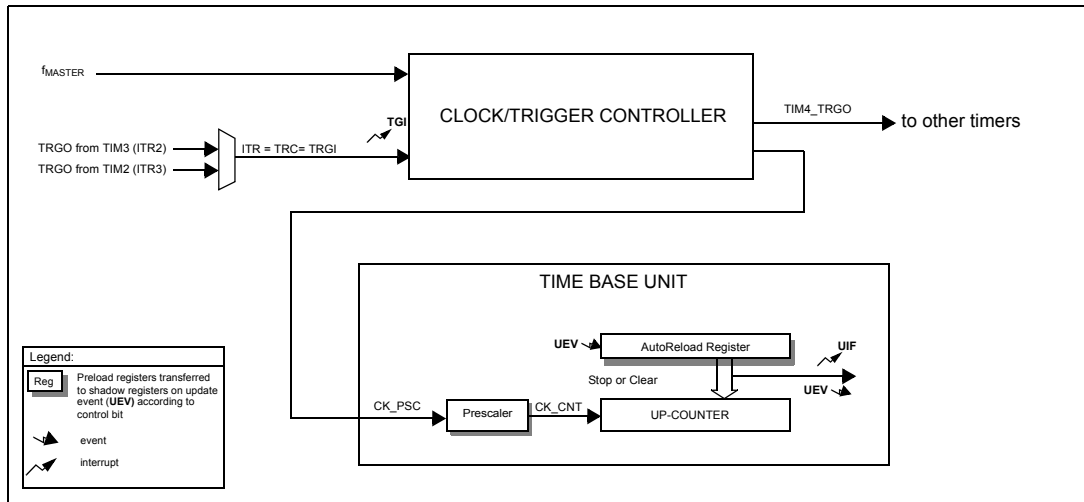 fMASTER
CLOCK/TRIGGER CONTROLLER
TIM4_TRGO
to other timers
TGI
TRGO from TIM3 (ITR2)
ITR = TRC= TRGI
TRGO from TIM2 (ITR3)
TIME BASE UNIT
UEV
AutoReload Register
UIF
Stop or Clear
UEV
CK_PSC
Prescaler
CK_CNT
UP-COUNTER
Legend:
Reg
Preload registers transferred
to shadow registers on update
event (UEV) according to
control bit
event
interrupt